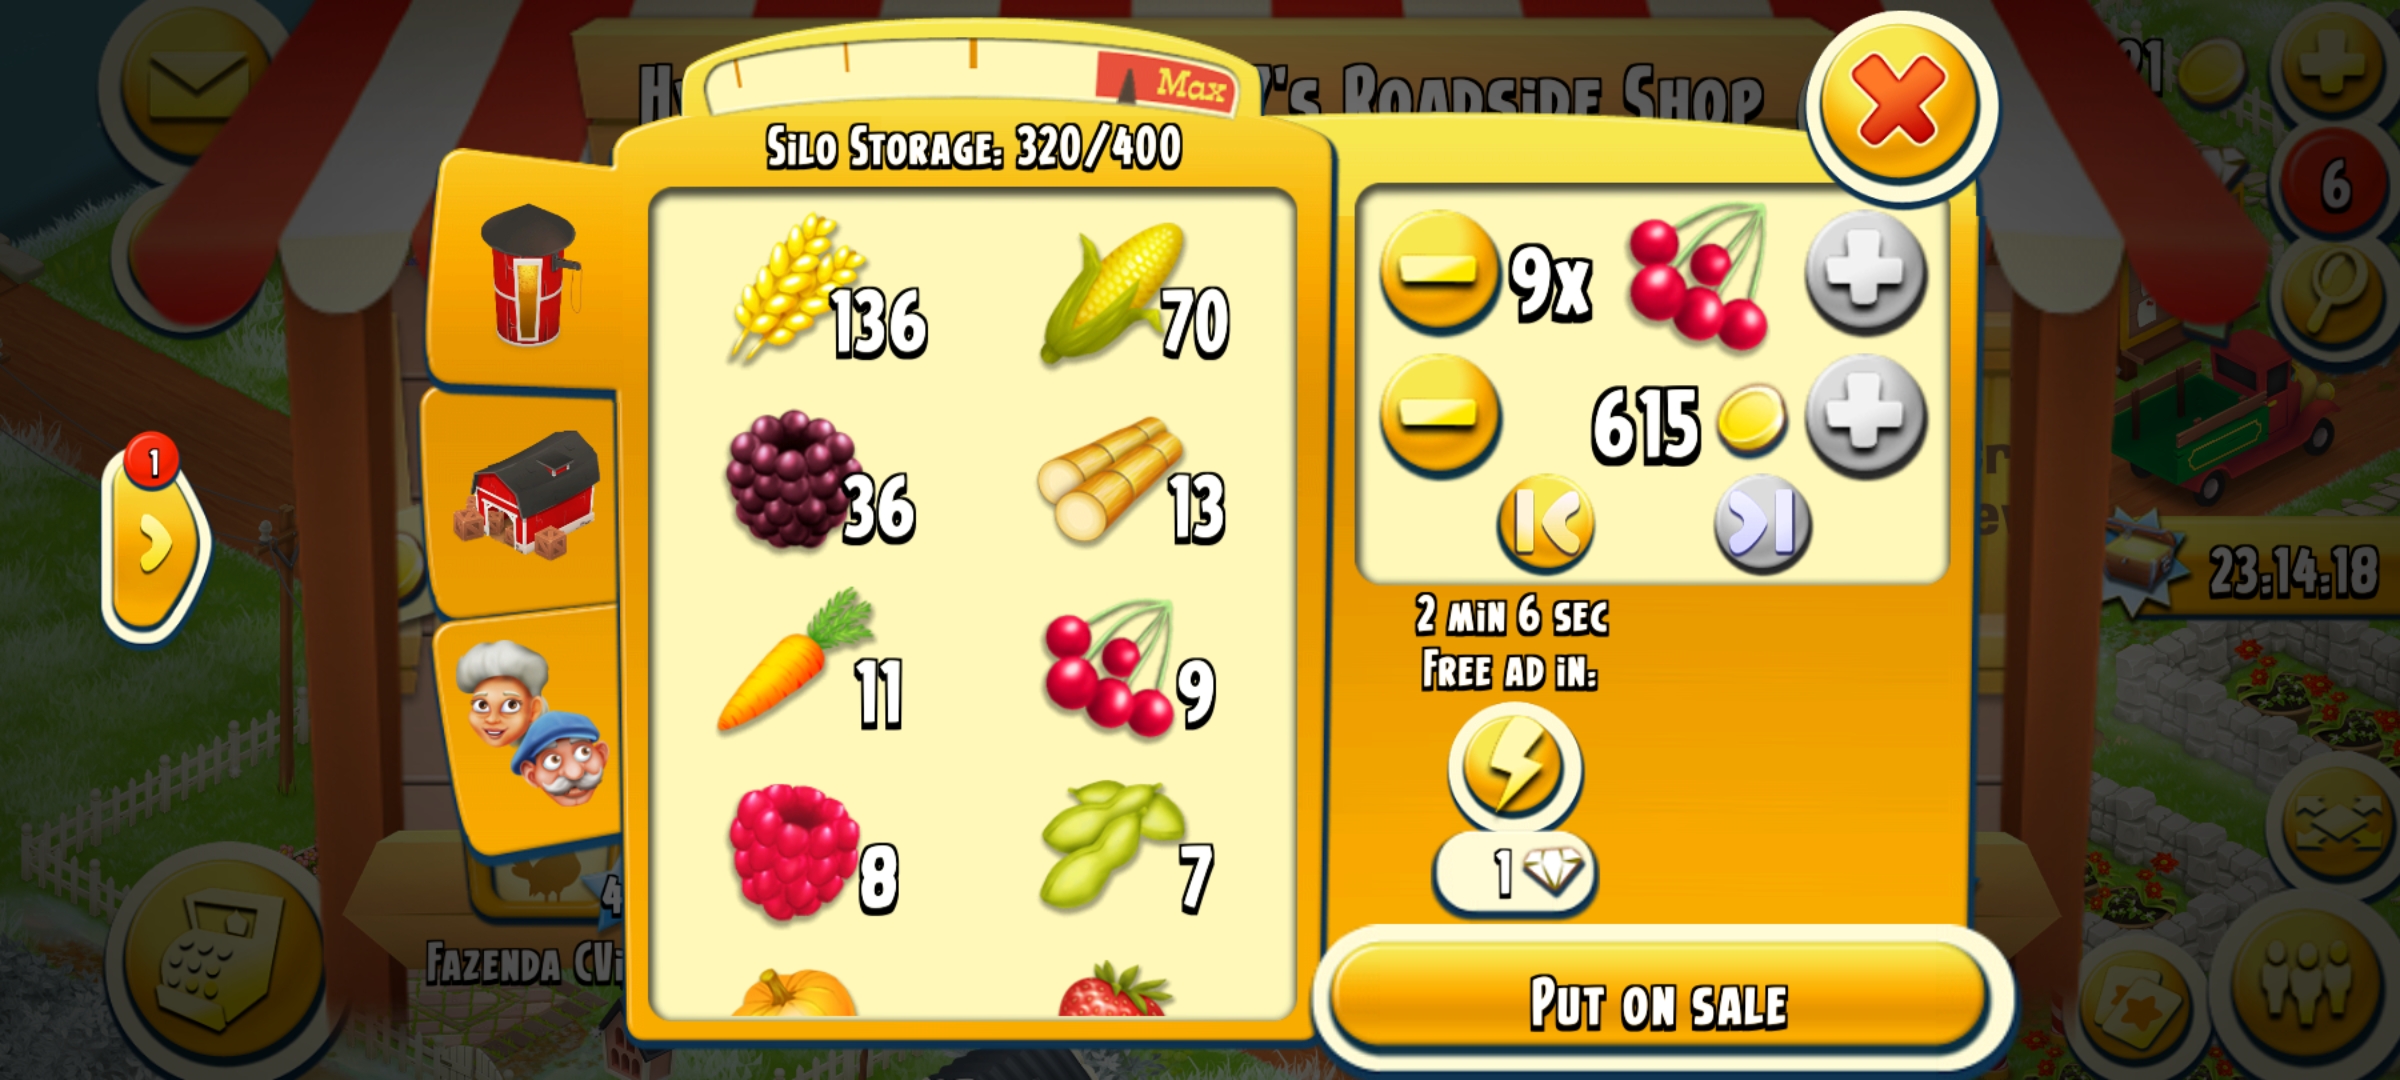 's Roadside Shop
Max
Silo Storage: 320/400
136
70
36
13
11
9
8
7
9x
615
2 min 6 sec
Free ad in:
1
Put on sale
1
6
23:14:18
Fazenda